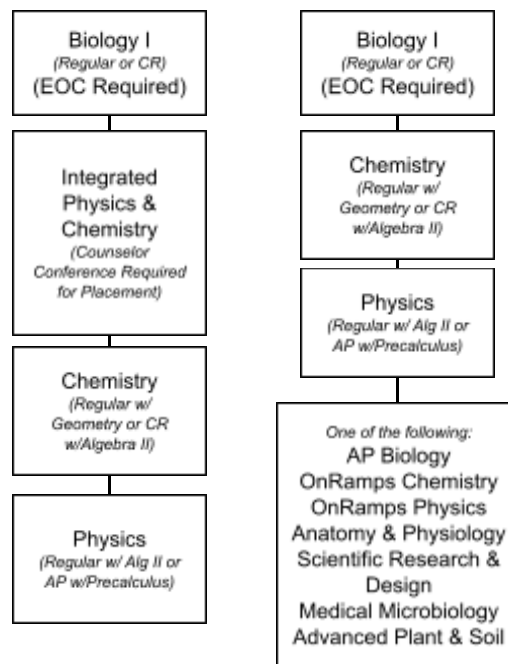 Biology I
(Regular or CR)
(EOC Required)
Integrated
Physics &
Chemistry
(Counselor
Conference Required
for Placement)
Chemistry
(Regular w/
Geometry or CR
w/Algebra II)
Physics
(Regular w/ Alg II or
AP w/Precalculus)
Biology I
(Regular or CR)
(EOC Required)
Chemistry
(Regular w/
Geometry or CR
w/Algebra II)
Physics
(Regular w/ Alg II or
AP w/Precalculus)
One of the following:
AP Biology
OnRamps Chemistry
OnRamps Physics
Anatomy & Physiology
Scientific Research &
Design
Medical Microbiology
Advanced Plant & Soil